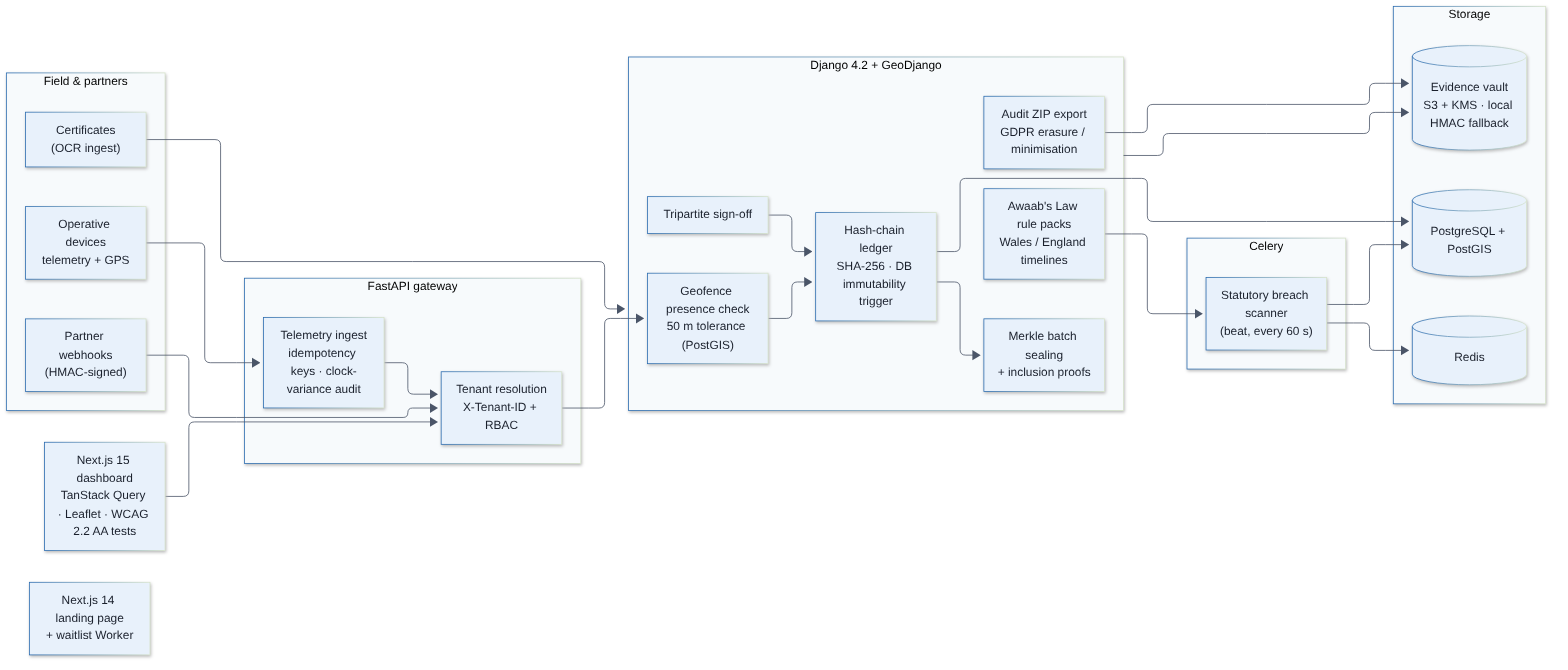 Field & partners
Certificates
(OCR ingest)
Operative
devices
telemetry + GPS
Partner
webhooks
(HMAC-signed)
Next.js 15
dashboard
TanStack Query
· Leaflet · WCAG
2.2 AA tests
Next.js 14
landing page
+ waitlist Worker
FastAPI gateway
Telemetry ingest
idempotency
keys · clock-
variance audit
Tenant resolution
X-Tenant-ID +
RBAC
Django 4.2 + GeoDjango
Tripartite sign-off
Geofence
presence check
50 m tolerance
(PostGIS)
Hash-chain
ledger
SHA-256 · DB
immutability
trigger
Audit ZIP export
GDPR erasure /
minimisation
Awaab's Law
rule packs
Wales / England
timelines
Merkle batch
sealing
+ inclusion proofs
Celery
Statutory breach
scanner
(beat, every 60 s)
Storage
Evidence vault
S3 + KMS · local
HMAC fallback
PostgreSQL +
PostGIS
Redis